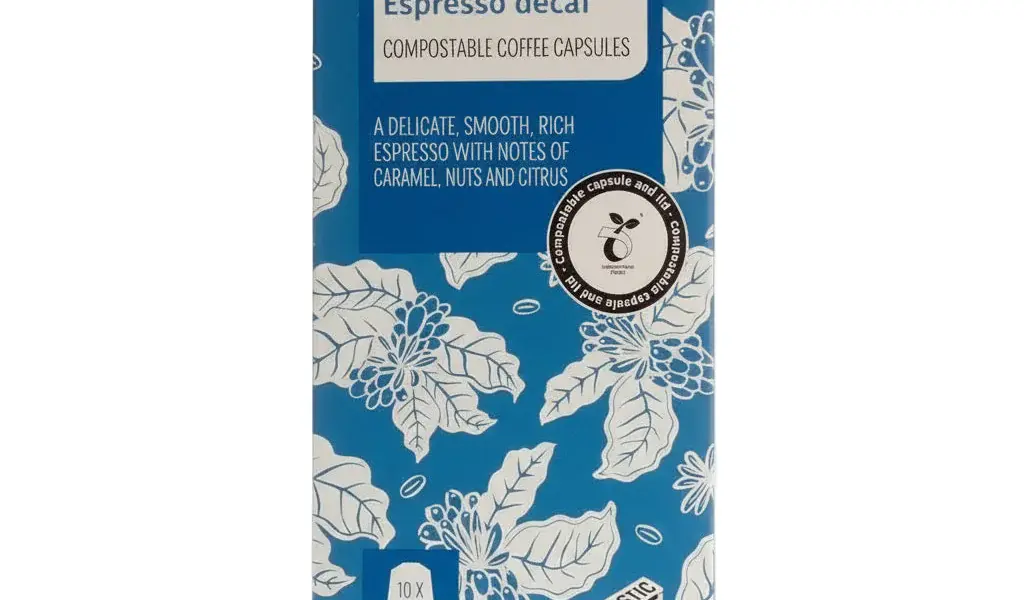 Espresso decaf
COMPOSTABLE COFFEE CAPSULES
A DELICATE, SMOOTH, RICH
ESPRESSO WITH NOTES OF
CARAMEL, NUTS AND CITRUS
Compostable capsule and lid - compostable capsule and lid -
10 X